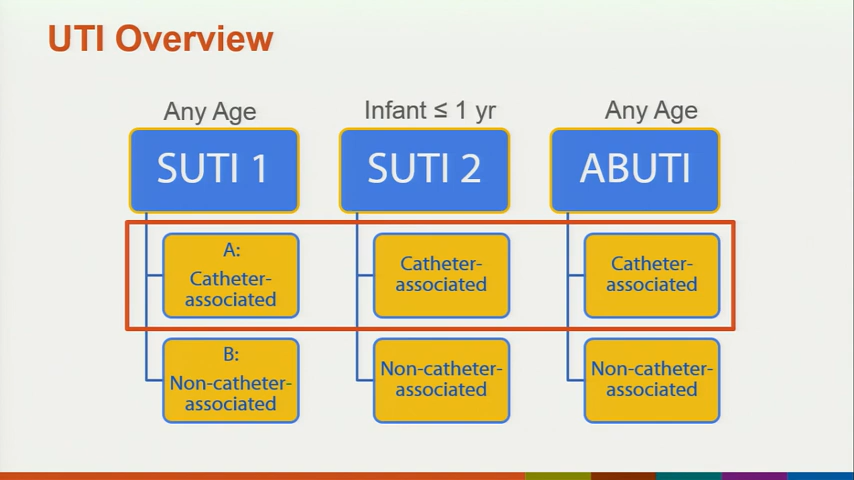 UTI Overview
Any Age
SUTI 1
A:
Catheter-
associated
B:
Non-catheter-
associated
Infant ≤ 1 yr
SUTI 2
Catheter-
associated
Non-catheter-
associated
Any Age
ABUTI
Catheter-
associated
Non-catheter-
associated